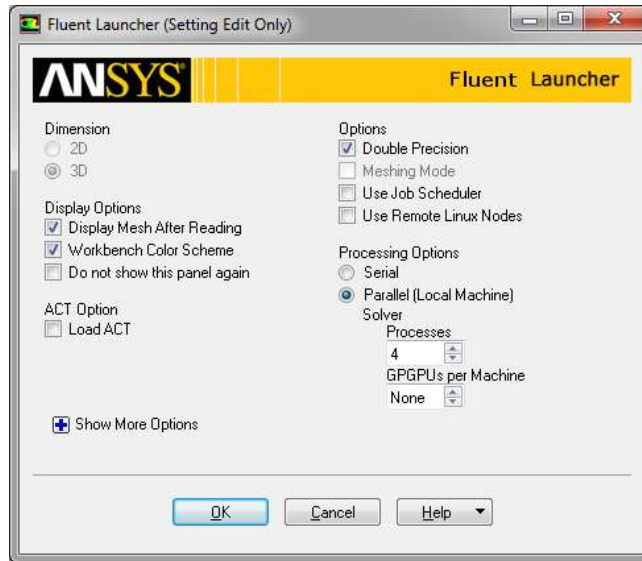 Fluent Launcher (Setting Edit Only)
ANSYS
Fluent Launcher
Dimension
2D
3D
Display Options
Display Mesh After Reading
Workbench Color Scheme
Do not show this panel again
ACT Option
Load ACT
Show More Options
Options
Double Precision
Meshing Mode
Use Job Scheduler
Use Remote Linux Nodes
Processing Options
Serial
Parallel (Local Machine)
Solver
Processes
4
GPGPUs per Machine
None
OK
Cancel
Help